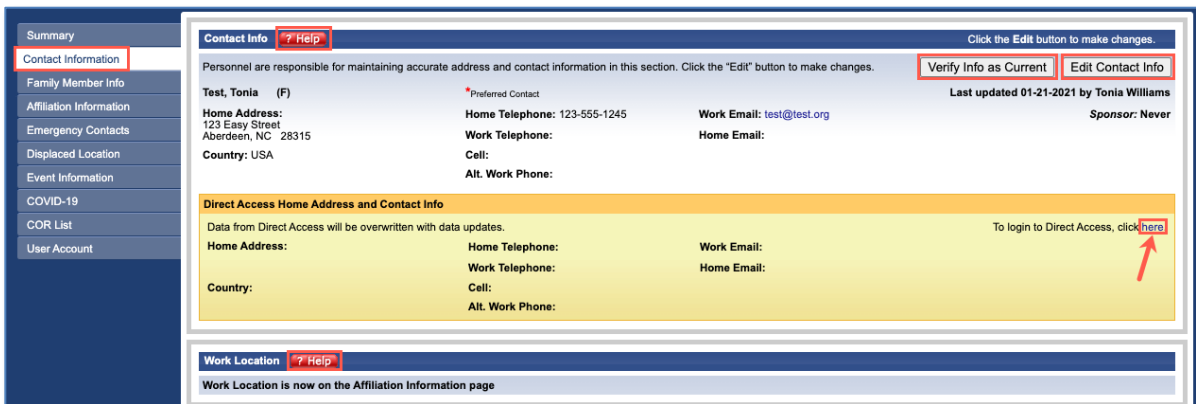 Summary
Contact Information
Family Member Info
Affiliation Information
Emergency Contacts
Displaced Location
Event Information
COVID-19
COR List
User Account
Contact Info ? Help Click the Edit button to make changes.
Personnel are responsible for maintaining accurate address and contact information in this section. Click the “Edit” button to make changes. Verify Info as Current Edit Contact Info
Test, Tonia (F) *Preferred Contact Last updated 01-21-2021 by Tonia Williams
Home Address: Home Telephone: 123-555-1245 Work Email: test@test.org Sponsor: Never
123 Easy Street
Aberdeen, NC 28315 Work Telephone: Home Email:
Country: USA Cell:
Alt. Work Phone:
Direct Access Home Address and Contact Info
Data from Direct Access will be overwritten with data updates. To login to Direct Access, click here.
Home Address: Home Telephone: Work Email:
Work Telephone: Home Email:
Country: Cell:
Alt. Work Phone:
Work Location ? Help
Work Location is now on the Affiliation Information page